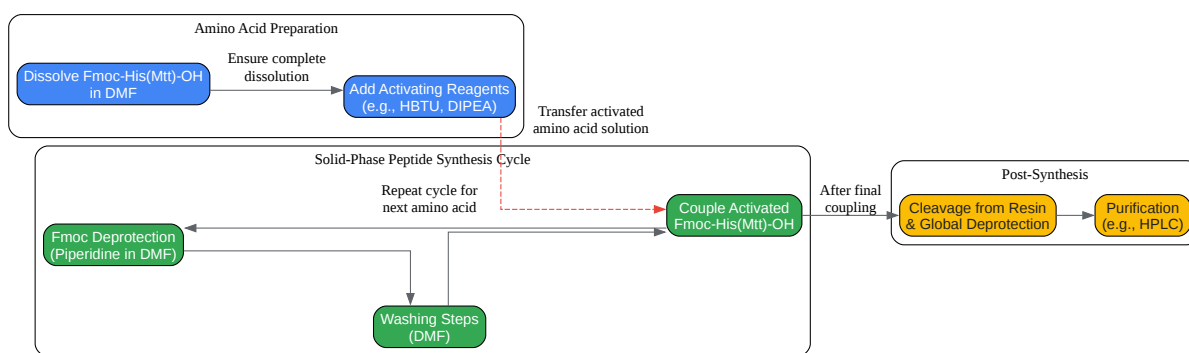 Amino Acid Preparation
Dissolve Fmoc-His(Mtt)-OH
in DMF
Ensure complete
dissolution
Add Activating Reagents
(e.g., HBTU, DIPEA)
Transfer activated
amino acid solution
Solid-Phase Peptide Synthesis Cycle
Repeat cycle for
next amino acid
Fmoc Deprotection
(Piperidine in DMF)
Washing Steps
(DMF)
Couple Activated
Fmoc-His(Mtt)-OH
After final
coupling
Post-Synthesis
Cleavage from Resin
& Global Deprotection
Purification
(e.g., HPLC)